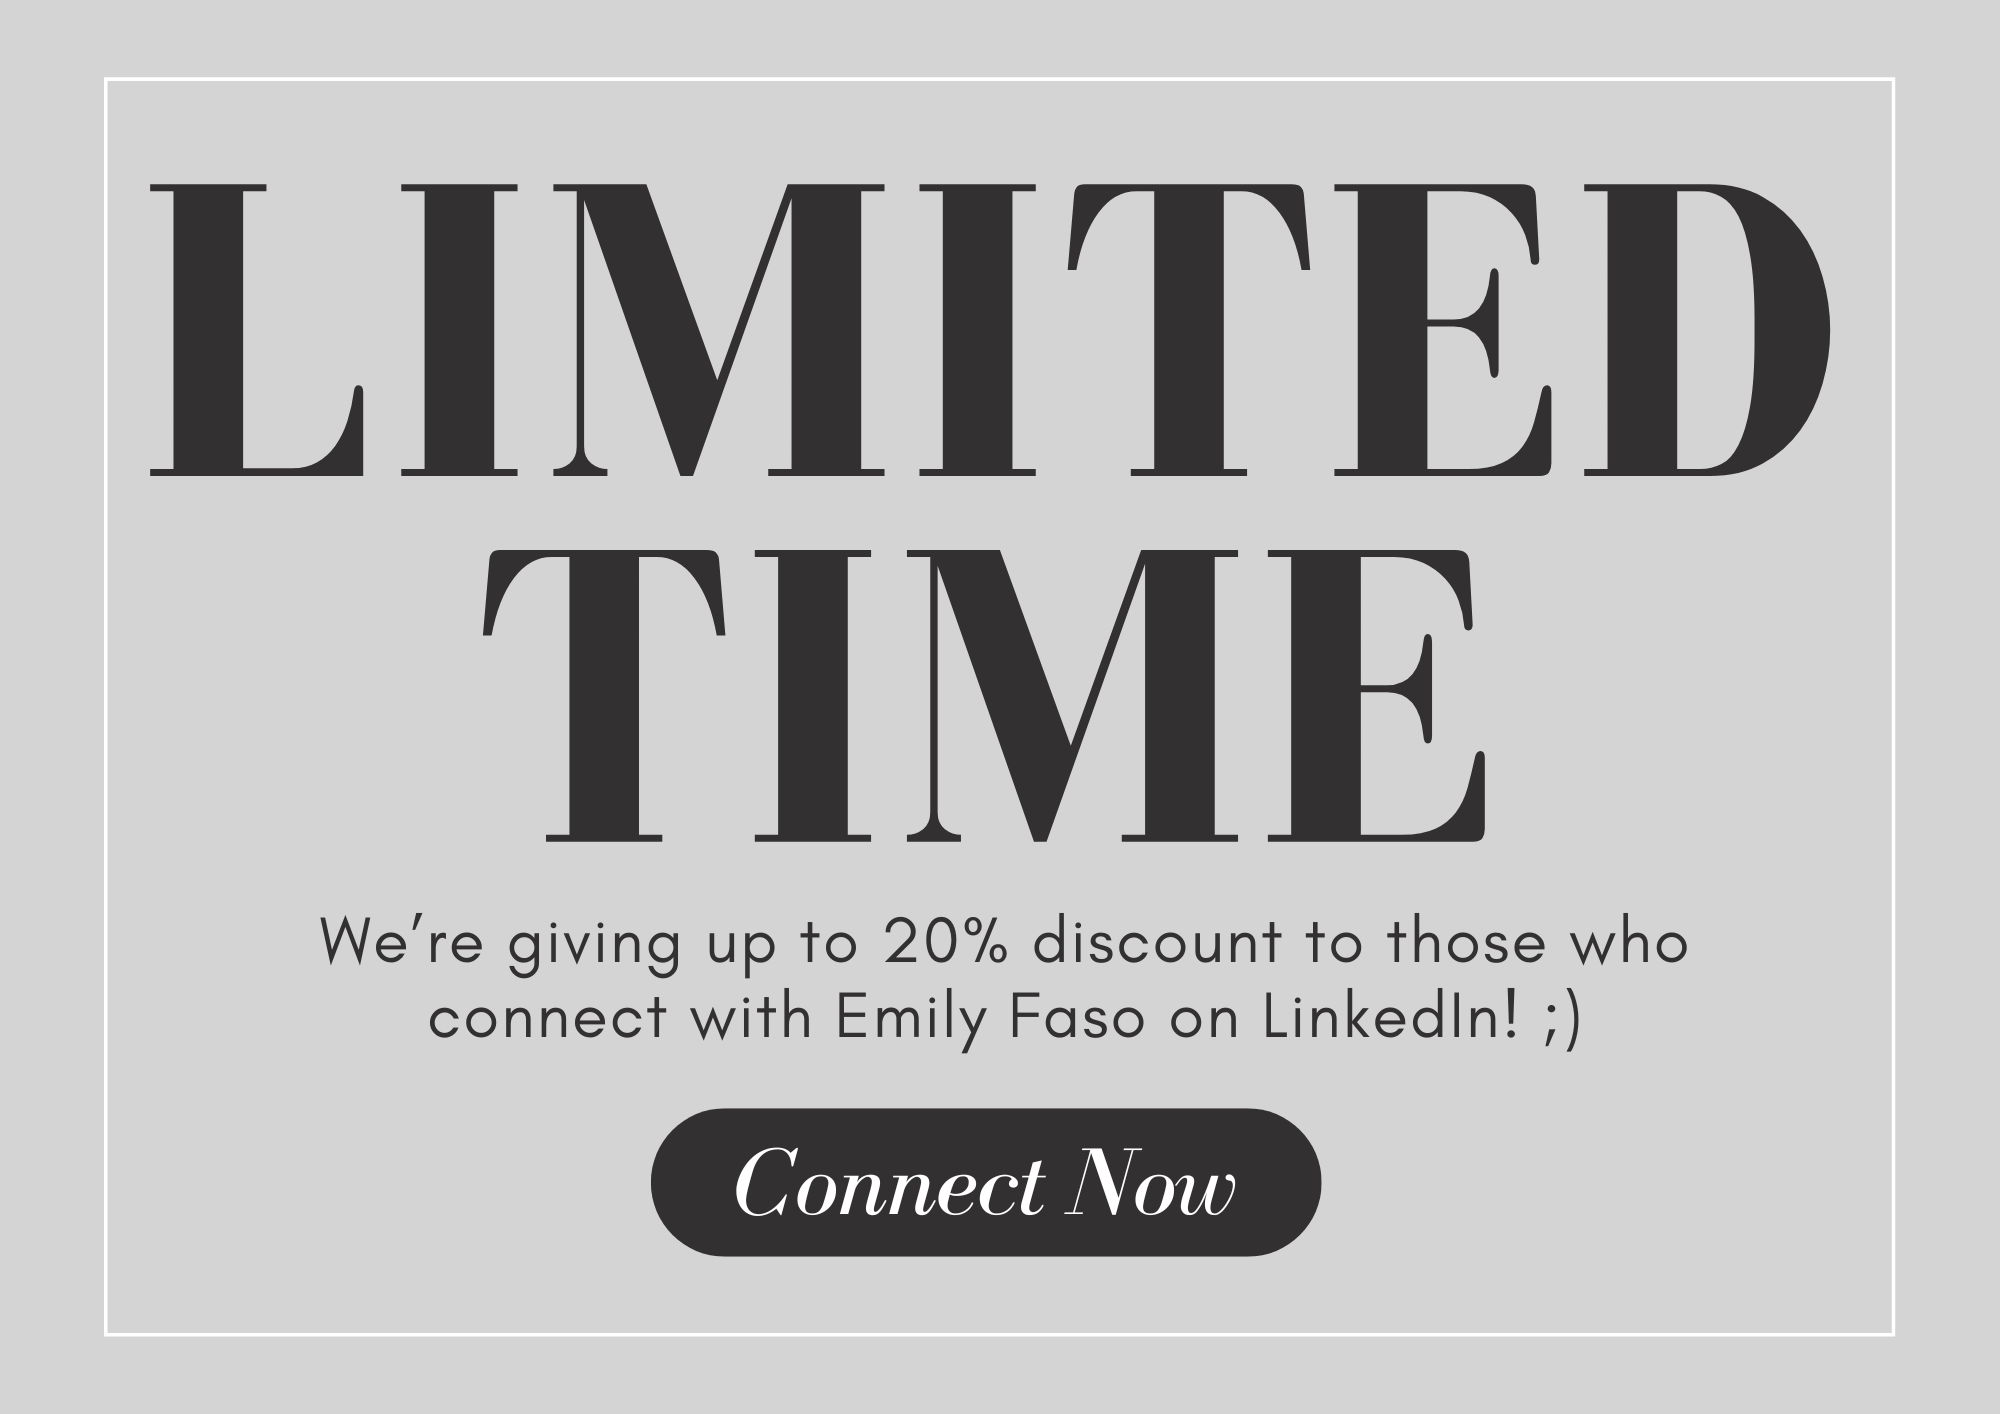 LIMITED
TIME
We’re giving up to 20% discount to those who
connect with Emily Faso on LinkedIn! ;)
Connect Now